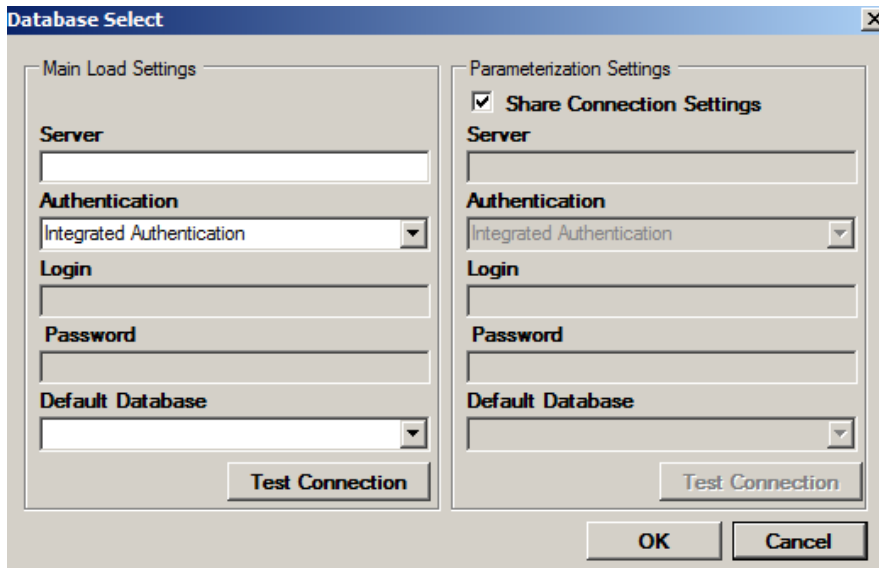 Database Select
Main Load Settings
Server
Authentication
Integrated Authentication
Login
Password
Default Database
Test Connection
Parameterization Settings
Share Connection Settings
Server
Authentication
Integrated Authentication
Login
Password
Default Database
Test Connection
OK
Cancel